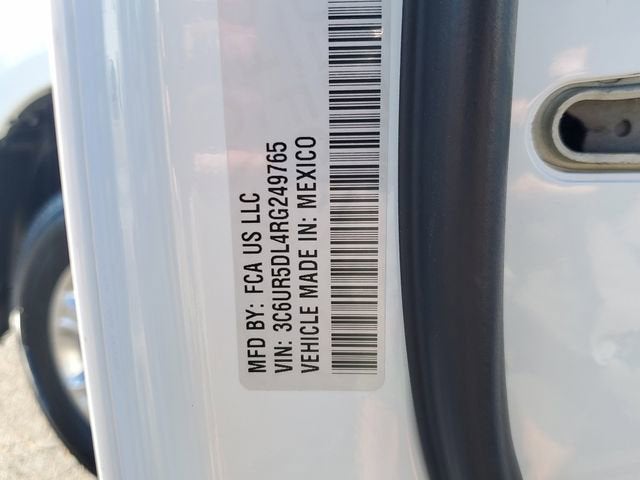 MFD BY: FCA US LLC
VIN: 3C6UR5DL4RG249765
VEHICLE MADE IN: MEXICO